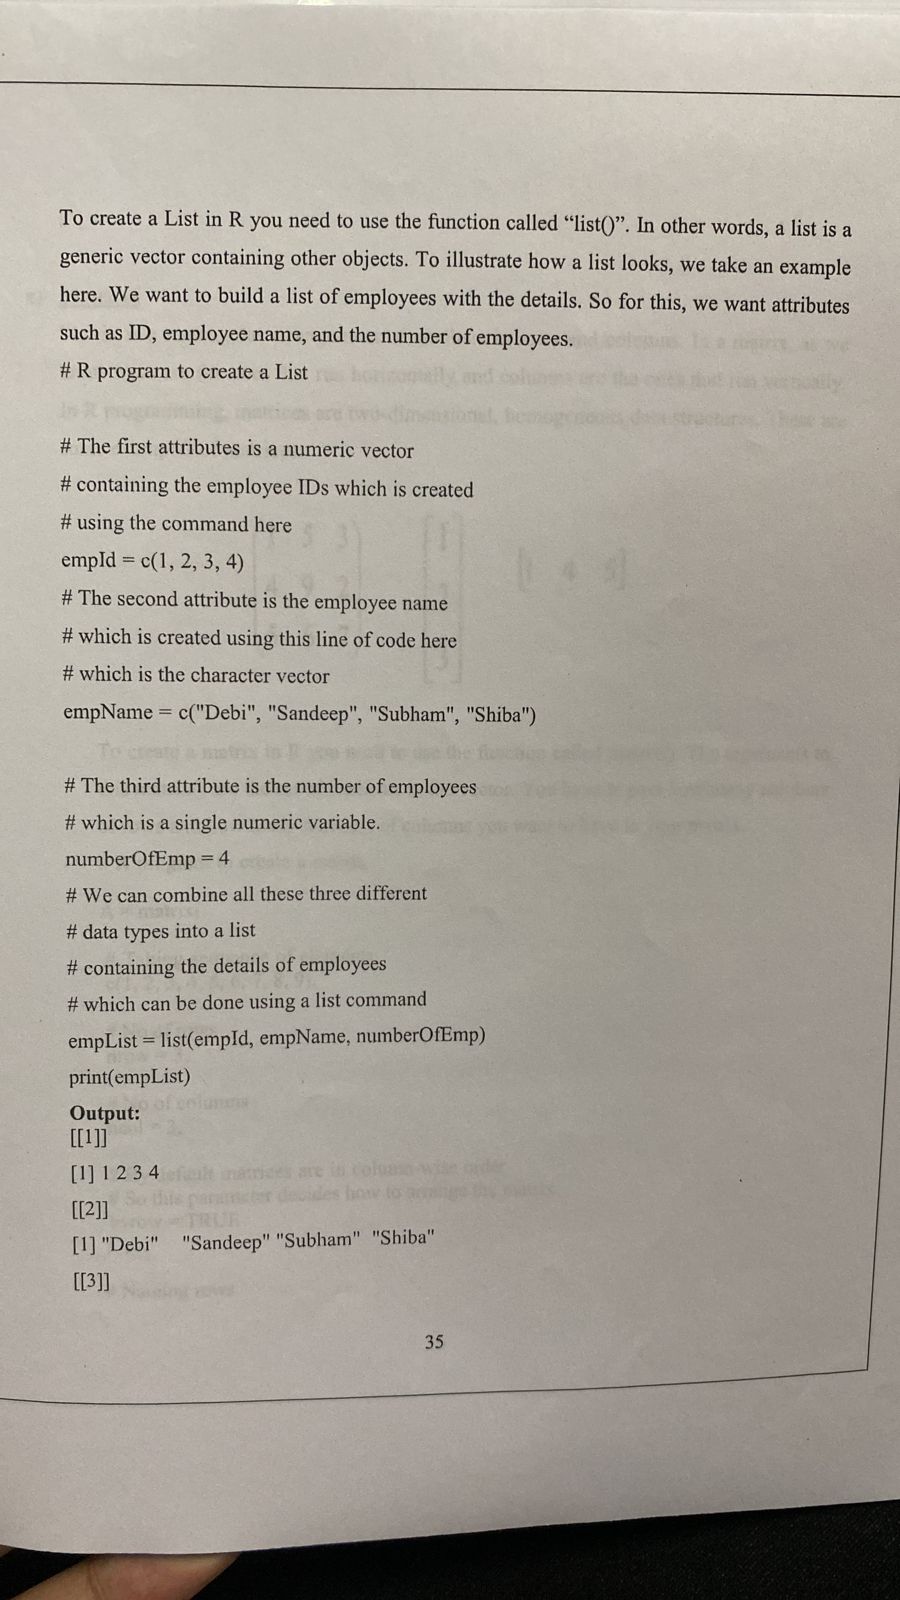 To create a List in R you need to use the function called “list()”. In other words, a list is a
generic vector containing other objects. To illustrate how a list looks, we take an example
here. We want to build a list of employees with the details. So for this, we want attributes
such as ID, employee name, and the number of employees.
# R program to create a List
# The first attributes is a numeric vector
# containing the employee IDs which is created
# using the command here
empId = c(1, 2, 3, 4)
# The second attribute is the employee name
# which is created using this line of code here
# which is the character vector
empName = c("Debi", "Sandeep", "Subham", "Shiba")
# The third attribute is the number of employees
# which is a single numeric variable.
numberOfEmp = 4
# We can combine all these three different
# data types into a list
# containing the details of employees
# which can be done using a list command
empList = list(empId, empName, numberOfEmp)
print(empList)
Output:
[[1]]
[1] 1 2 3 4
[[2]]
[1] "Debi" "Sandeep" "Subham" "Shiba"
[[3]]
35